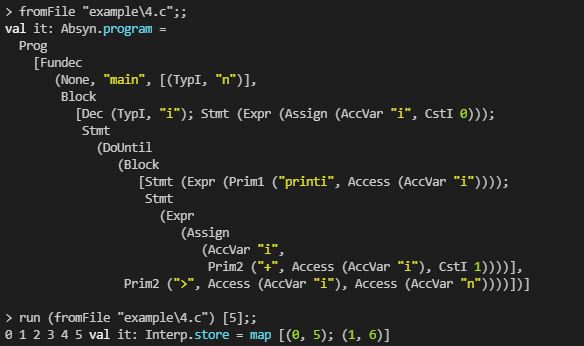 > fromFile "example\4.c";;
val it: Absyn.program =
  Prog
    [Fundec
       (None, "main", [(TypI, "n")],
        Block
          [Dec (TypI, "i"); Stmt (Expr (Assign (AccVar "i", CstI 0)));
           Stmt
             (DoUntil
                (Block
                   [Stmt (Expr (Prim1 ("printi", Access (AccVar "i"))));
                    Stmt
                      (Expr
                         (Assign
                            (AccVar "i",
                             Prim2 ("+", Access (AccVar "i"), CstI 1))))],
                 Prim2 (">", Access (AccVar "i"), Access (AccVar "n"))))])]
> run (fromFile "example\4.c") [5];;
0 1 2 3 4 5 val it: Interp.store = map [(0, 5); (1, 6)]